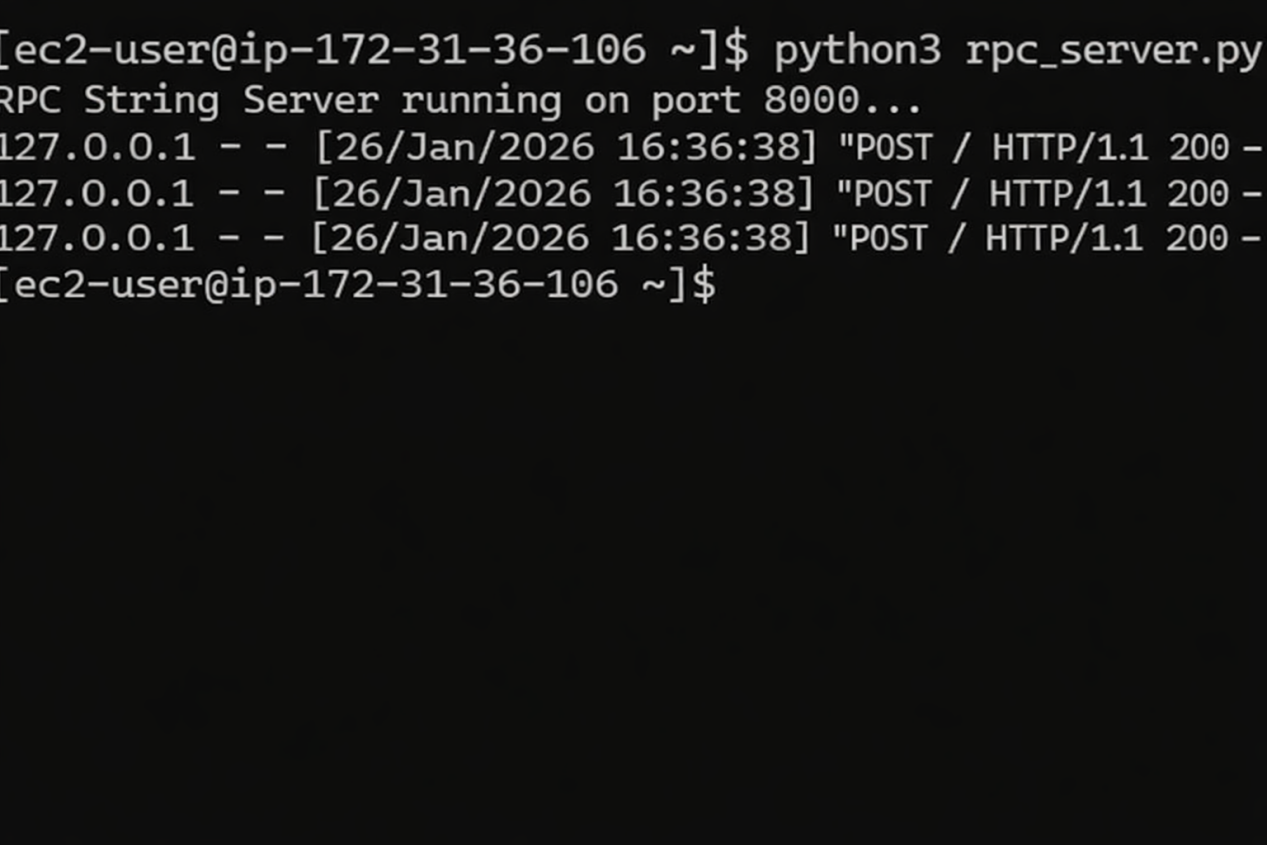 [ec2-user@ip-172-31-36-106 ~]$ python3 rpc_server.py
RPC String Server running on port 8000...
127.0.0.1 - - [26/Jan/2026 16:36:38] "POST / HTTP/1.1 200 -
127.0.0.1 - - [26/Jan/2026 16:36:38] "POST / HTTP/1.1 200 -
127.0.0.1 - - [26/Jan/2026 16:36:38] "POST / HTTP/1.1 200 -
[ec2-user@ip-172-31-36-106 ~]$